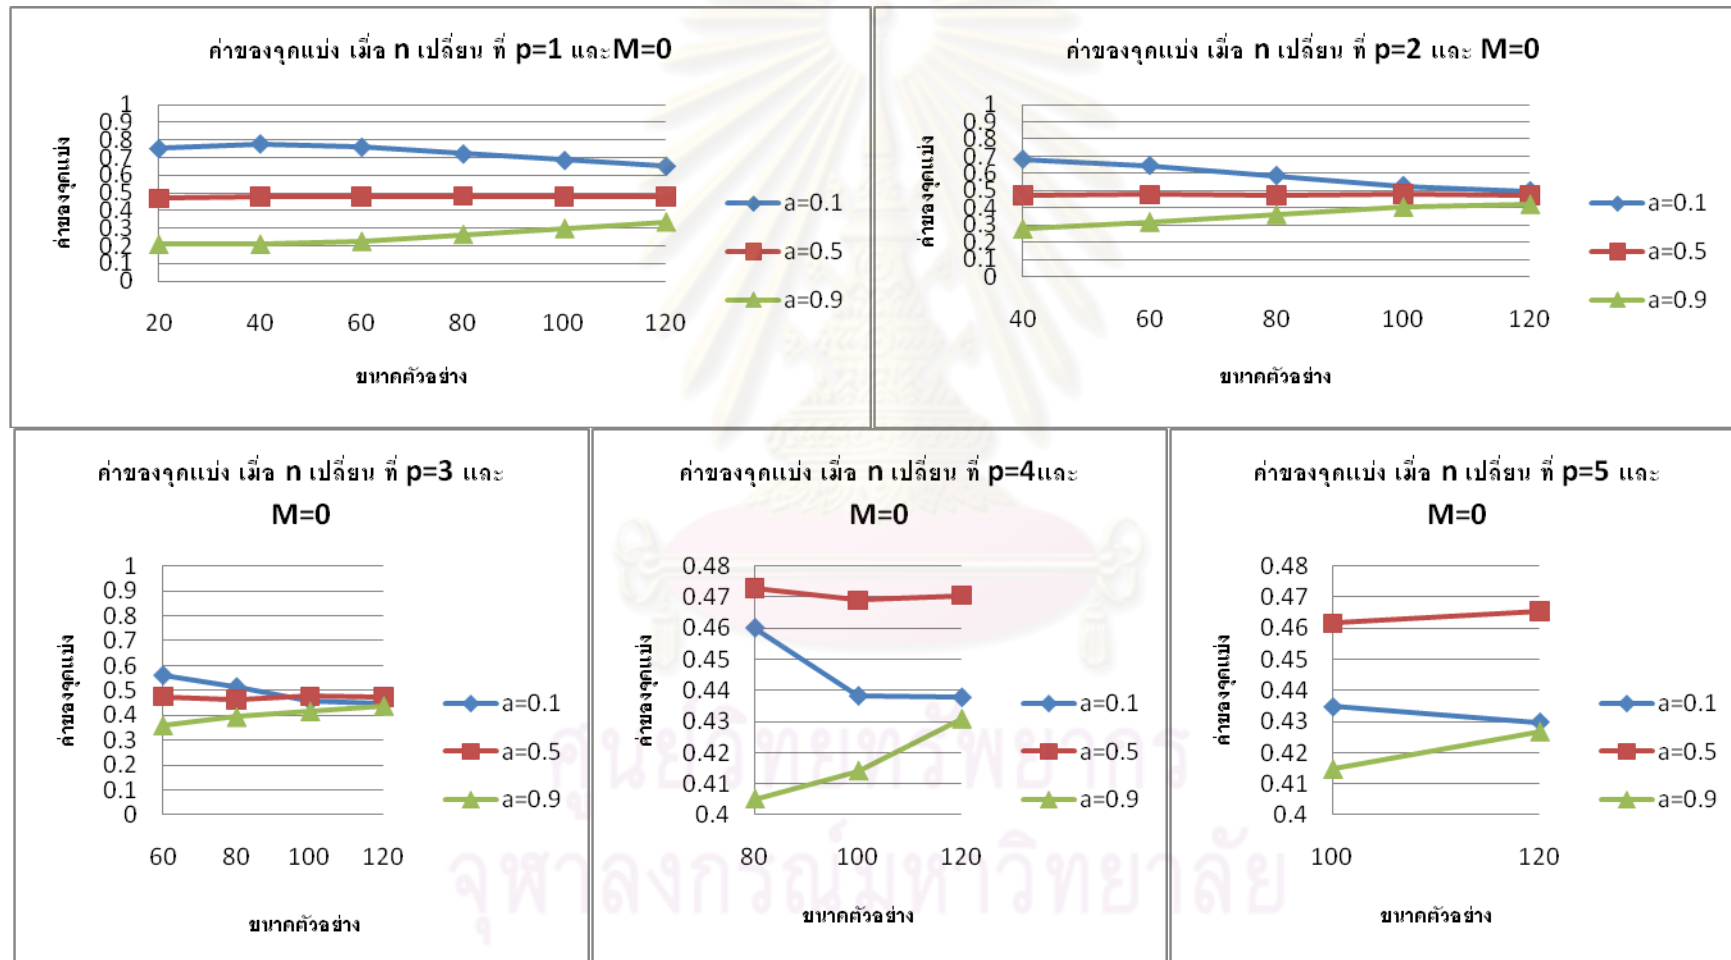 ค่าของจุดแบ่ง เมื่อ n เปลี่ยน ที่ p=1 และM=0
ค่าของจุดแบ่ง
1
0.9
0.8
0.7
0.6
0.5
0.4
0.3
0.2
0.1
0
20 40 60 80 100 120
ขนาดตัวอย่าง
a=0.1
a=0.5
a=0.9
ค่าของจุดแบ่ง เมื่อ n เปลี่ยน ที่ p=2 และ M=0
ค่าของจุดแบ่ง
1
0.9
0.8
0.7
0.6
0.5
0.4
0.3
0.2
0.1
0
40 60 80 100 120
ขนาดตัวอย่าง
a=0.1
a=0.5
a=0.9
ค่าของจุดแบ่ง เมื่อ n เปลี่ยน ที่ p=3 และ
M=0
ค่าของจุดแบ่ง
1
0.9
0.8
0.7
0.6
0.5
0.4
0.3
0.2
0.1
0
60 80 100 120
ขนาดตัวอย่าง
a=0.1
a=0.5
a=0.9
ค่าของจุดแบ่ง เมื่อ n เปลี่ยน ที่ p=4และ
M=0
ค่าของจุดแบ่ง
0.48
0.47
0.46
0.45
0.44
0.43
0.42
0.41
0.4
80 100 120
ขนาดตัวอย่าง
a=0.1
a=0.5
a=0.9
ค่าของจุดแบ่ง เมื่อ n เปลี่ยน ที่ p=5 และ
M=0
ค่าของจุดแบ่ง
0.48
0.47
0.46
0.45
0.44
0.43
0.42
0.41
0.4
100 120
ขนาดตัวอย่าง
a=0.1
a=0.5
a=0.9
ศูนย์วิทยทรัพยากร
จุฬาลงกรณ์มหาวิทยาลัย